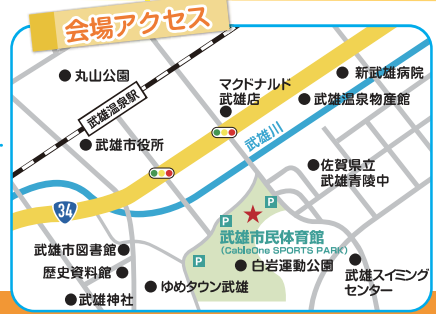 会場アクセス
丸山公園
武雄温泉駅
マクドナルド
武雄店
新武雄病院
武雄温泉物産館
武雄市役所
武雄川
佐賀県立
武雄青陵中
34
P
P
P
武雄市民体育館
(CableOne SPORTS PARK)
白岩運動公園
武雄市図書館
歴史資料館
武雄神社
ゆめタウン武雄
武雄スイミング
センター